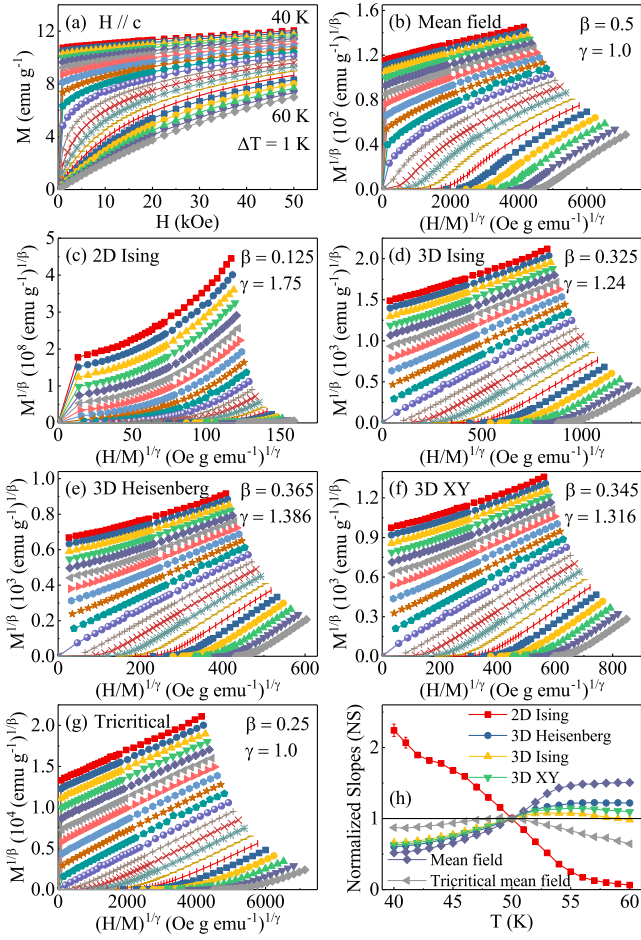 (a) H // c 40 K
60 K
ΔT = 1 K
M (emu g⁻¹)
12
8
4
0
0 10 20 30 40 50
H (kOe)
(b) Mean field β = 0.5
γ = 1.0
M^{1/β} (10² (emu g⁻¹)^{1/β})
1.6
1.2
0.8
0.4
0.0
0 2000 4000 6000
(H/M)^{1/γ} (Oe g emu⁻¹)^{1/γ}
(c) 2D Ising β = 0.125
γ = 1.75
M^{1/β} (10⁸ (emu g⁻¹)^{1/β})
5
4
3
2
1
0
0 50 100 150
(H/M)^{1/γ} (Oe g emu⁻¹)^{1/γ}
(d) 3D Ising β = 0.325
γ = 1.24
M^{1/β} (10³ (emu g⁻¹)^{1/β})
2.0
1.5
1.0
0.5
0.0
0 500 1000
(H/M)^{1/γ} (Oe g emu⁻¹)^{1/γ}
(e) 3D Heisenberg β = 0.365
γ = 1.386
M^{1/β} (10³ (emu g⁻¹)^{1/β})
1.0
0.8
0.6
0.4
0.2
0.0
0 200 400 600
(H/M)^{1/γ} (Oe g emu⁻¹)^{1/γ}
(f) 3D XY β = 0.345
γ = 1.316
M^{1/β} (10³ (emu g⁻¹)^{1/β})
1.2
0.9
0.6
0.3
0.0
0 150 300 450 600 750
(H/M)^{1/γ} (Oe g emu⁻¹)^{1/γ}
(g) Tricritical β = 0.25
γ = 1.0
M^{1/β} (10⁴ (emu g⁻¹)^{1/β})
2.0
1.5
1.0
0.5
0.0
0 2000 4000 6000
(H/M)^{1/γ} (Oe g emu⁻¹)^{1/γ}
2D Ising
3D Heisenberg
3D Ising
3D XY
(h)
Mean field
Tricritical mean field
Normalized Slopes (NS)
2
1
0
40 45 50 55 60
T (K)